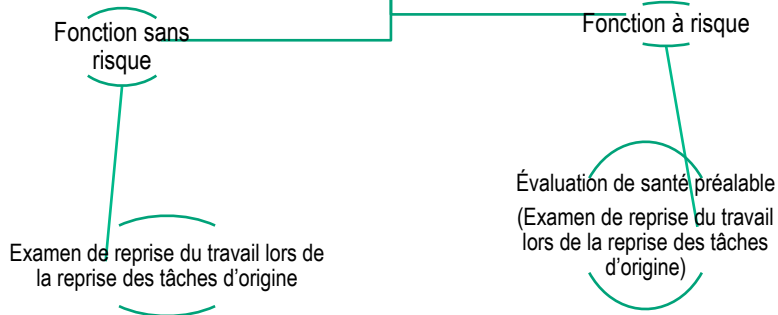 Fonction sans
risque
Fonction à risque
Examen de reprise du travail lors de
la reprise des tâches d'origine
Évaluation de santé préalable
(Examen de reprise du travail
lors de la reprise des tâches
d'origine)